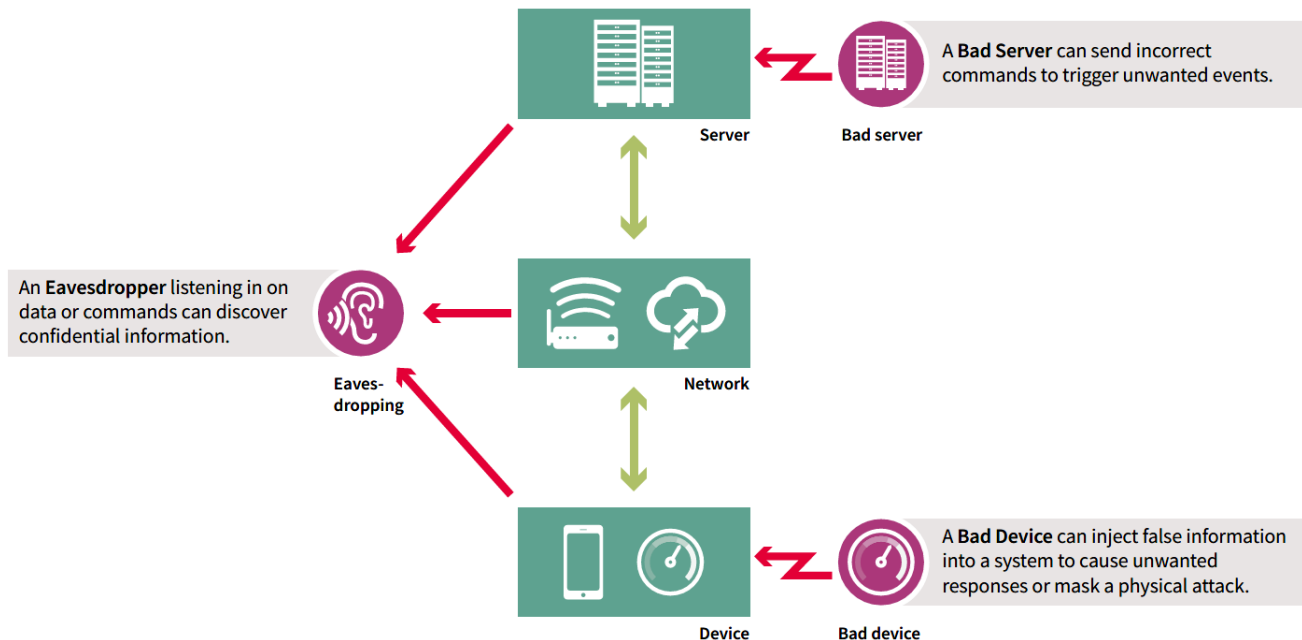 A Bad Server can send incorrect
commands to trigger unwanted events.
Server
Bad server
An Eavesdropper listening in on
data or commands can discover
confidential information.
Eaves-
dropping
Network
A Bad Device can inject false information
into a system to cause unwanted
responses or mask a physical attack.
Device
Bad device